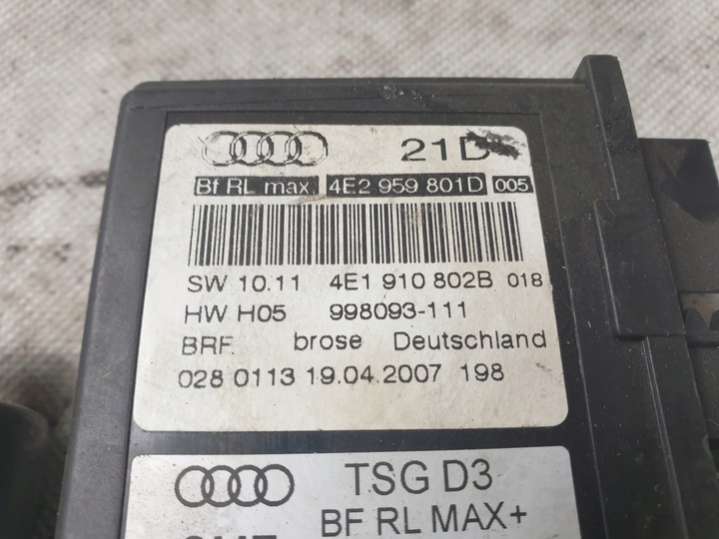 21D
Bf RL max. 4E2 959 801D 005
SW 10.11 4E1 910 802B 018
HW H05 998093-111
BRF. brose Deutschland
028 0113 19.04.2007 198
TSG D3
BF RL MAX+